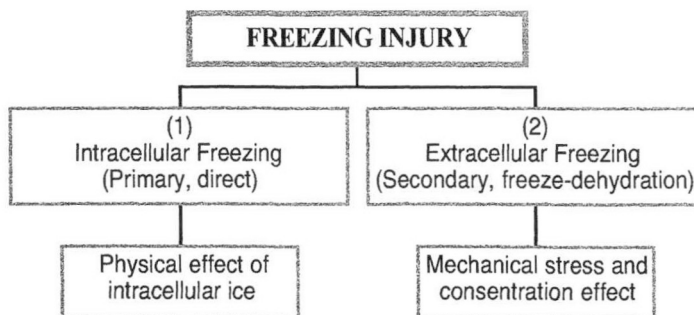 FREEZING INJURY
(1)
Intracellular Freezing
(Primary, direct)
(2)
Extracellular Freezing
(Secondary, freeze-dehydration)
Physical effect of
intracellular ice
Mechanical stress and
consentration effect